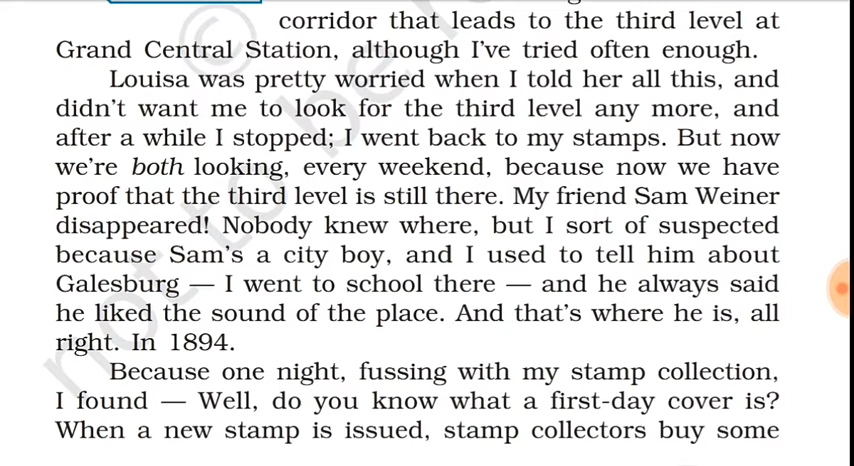 corridor that leads to the third level at
Grand Central Station, although I've tried often enough.
Louisa was pretty worried when I told her all this, and
didn't want me to look for the third level any more, and
after a while I stopped; I went back to my stamps. But now
we're both looking, every weekend, because now we have
proof that the third level is still there. My friend Sam Weiner
disappeared! Nobody knew where, but I sort of suspected
because Sam's a city boy, and I used to tell him about
Galesburg — I went to school there — and he always said
he liked the sound of the place. And that's where he is, all
right. In 1894.
Because one night, fussing with my stamp collection,
I found — Well, do you know what a first-day cover is?
When a new stamp is issued, stamp collectors buy some